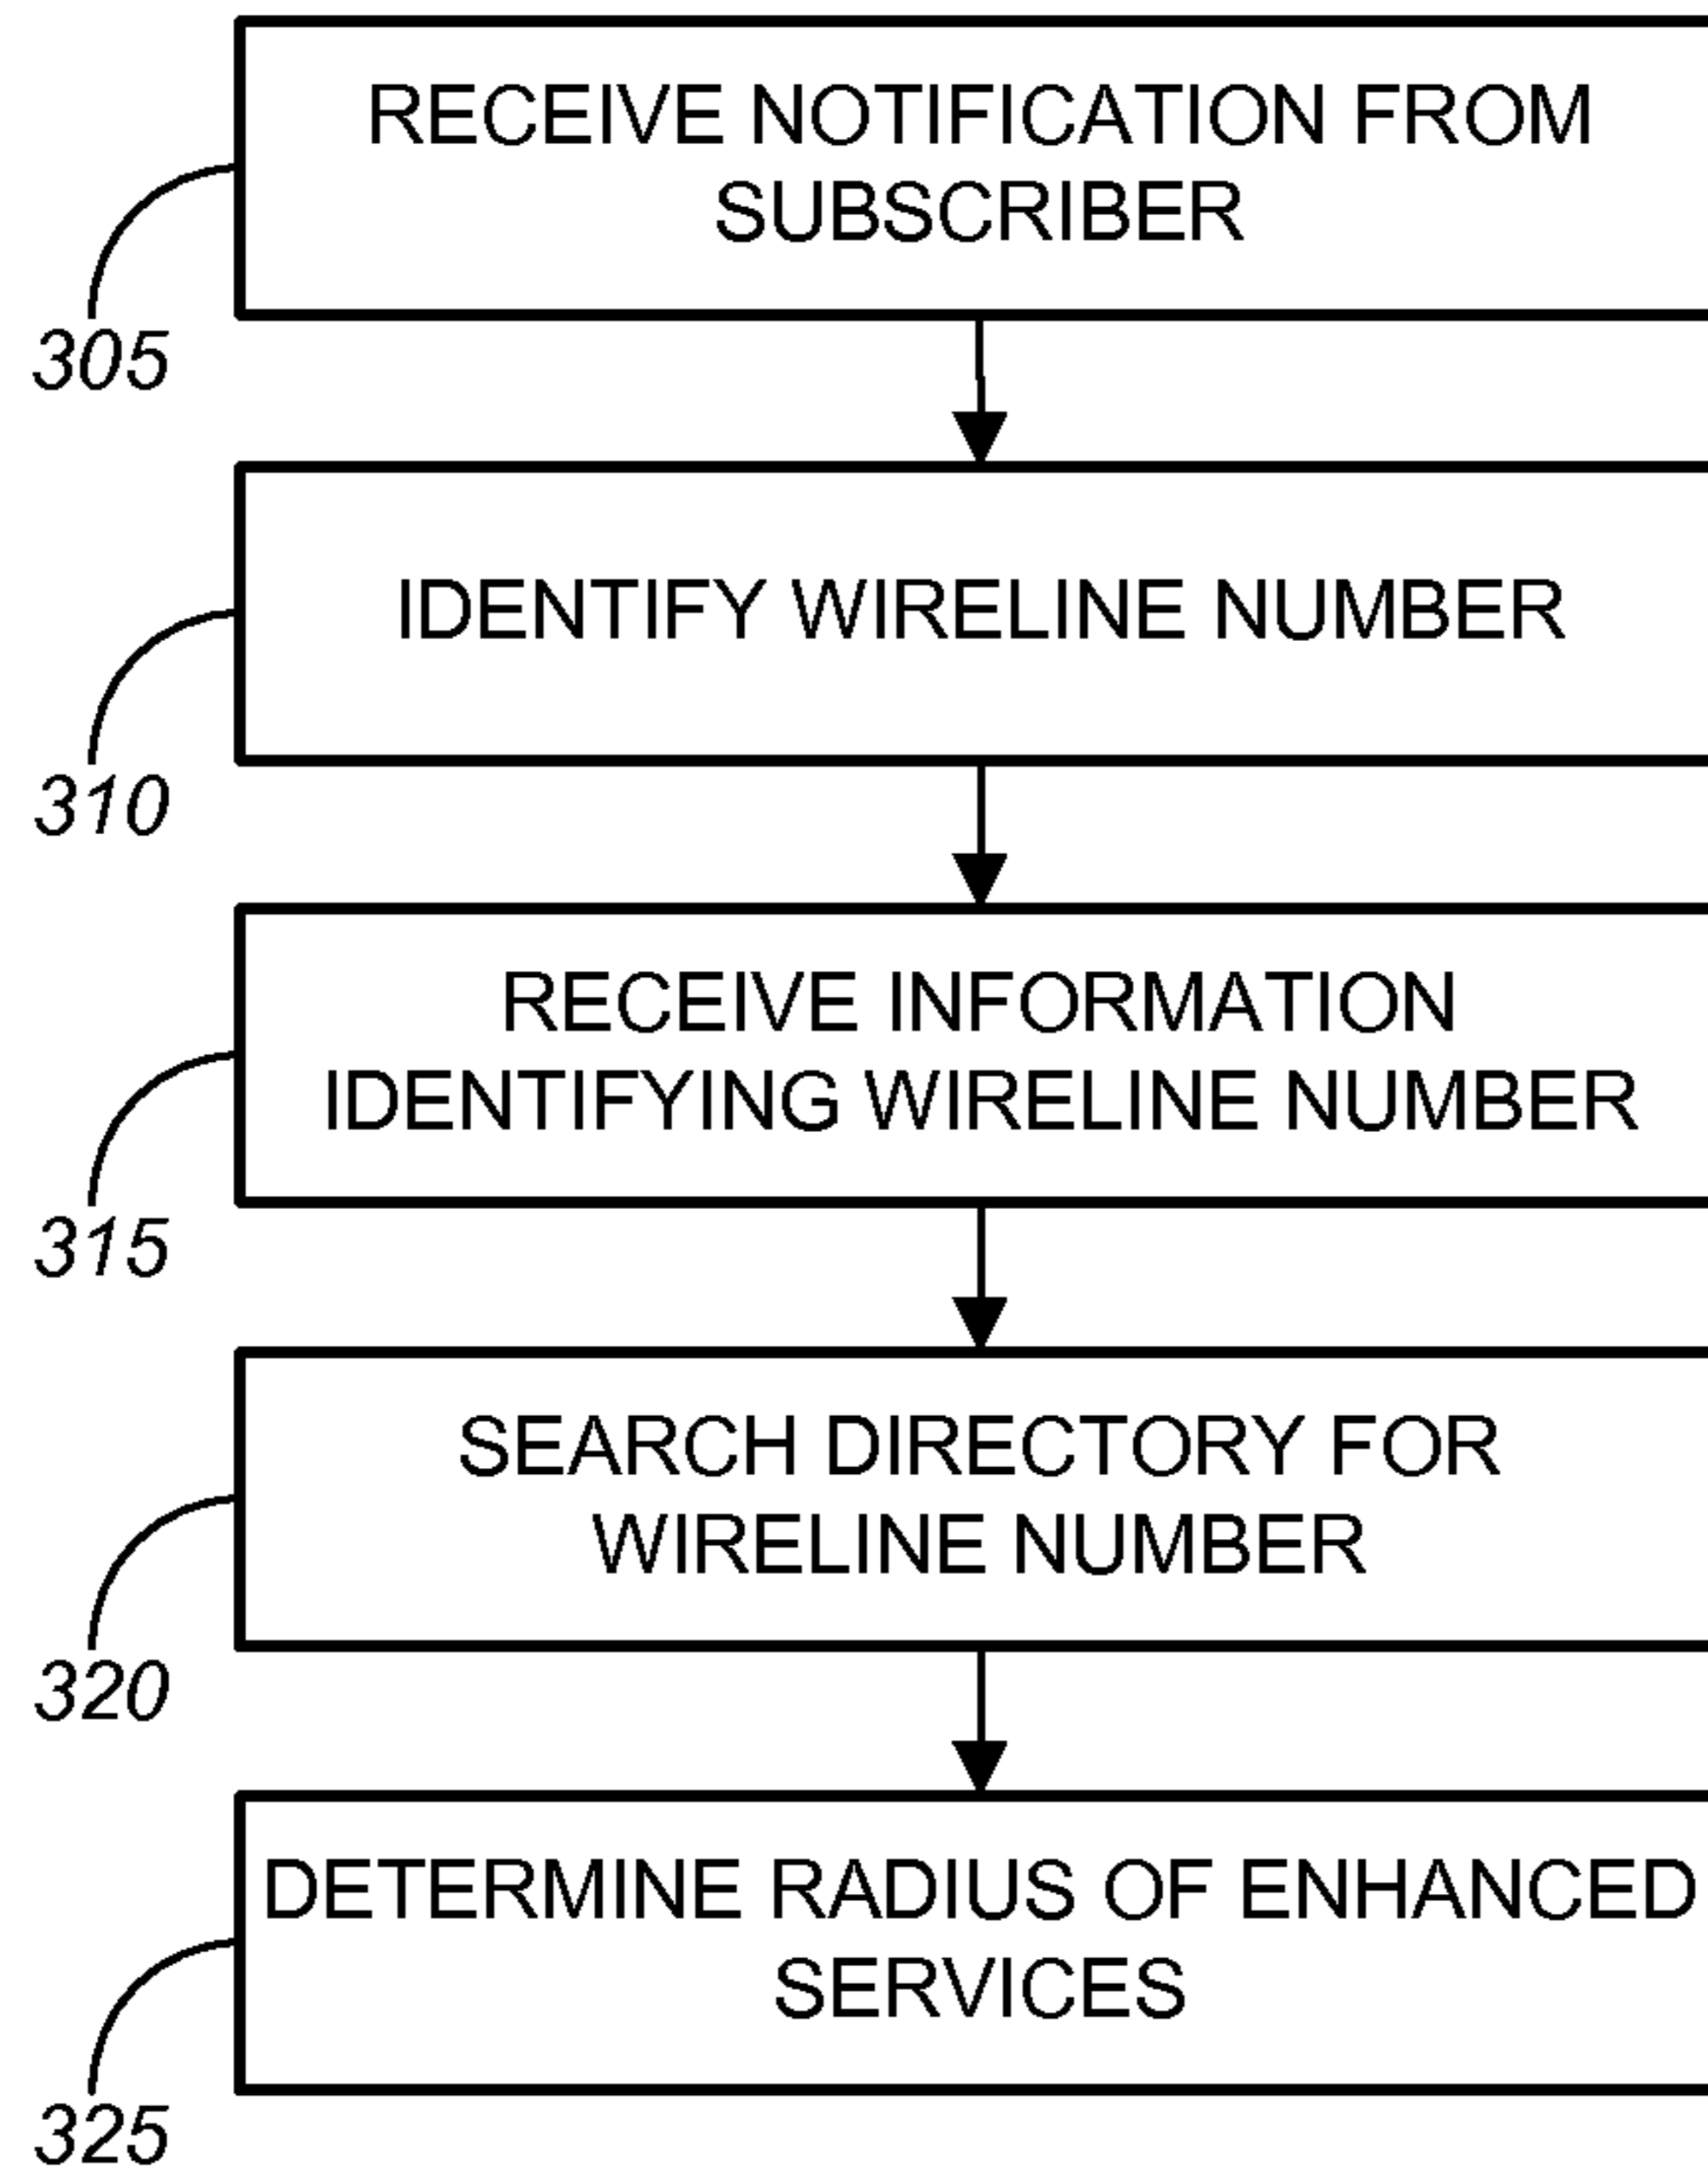 RECEIVE NOTIFICATION FROM
SUBSCRIBER
305
IDENTIFY WIRELINE NUMBER
310
RECEIVE INFORMATION
IDENTIFYING WIRELINE NUMBER
315
SEARCH DIRECTORY FOR
WIRELINE NUMBER
320
DETERMINE RADIUS OF ENHANCED
SERVICES
325